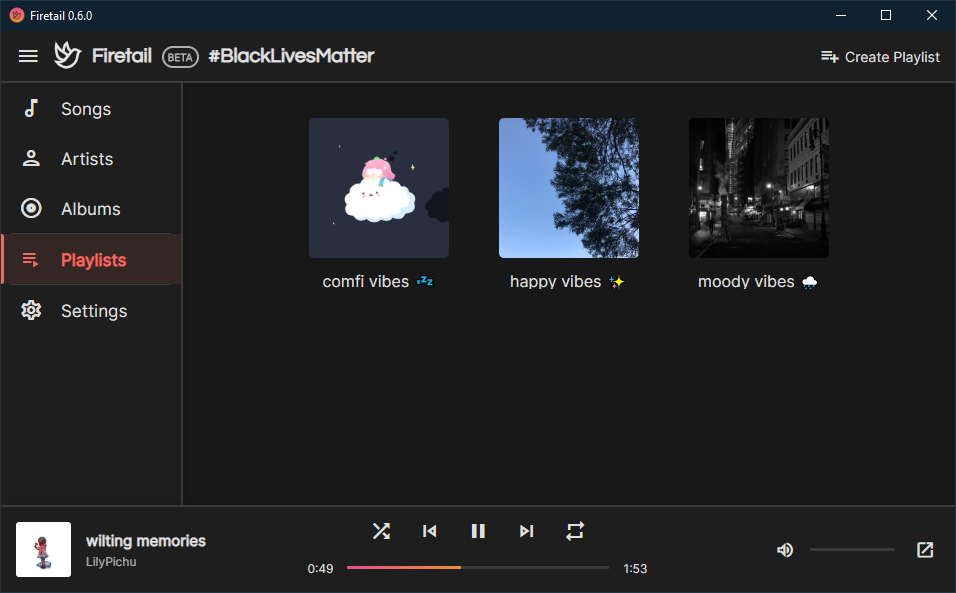 Firetail 0.6.0
Firetail BETA #BlackLivesMatter
Create Playlist
Songs
Artists
Albums
Playlists
Settings
comfi vibes 💤
happy vibes ✨
moody vibes 🌧️
wilting memories
LilyPichu
0:49
1:53